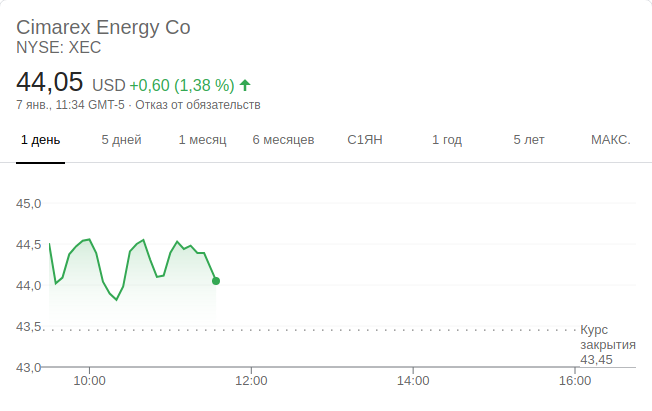 Cimarex Energy Co
NYSE: XEC
44,05 USD +0,60 (1,38 %)
7 янв., 11:34 GMT-5 · Отказ от обязательств
1 день 5 дней 1 месяц 6 месяцев С1ЯН 1 год 5 лет МАКС.
45,0
44,5
44,0
43,5
Курс
закрытия
43,45
43,0
10:00 12:00 14:00 16:00